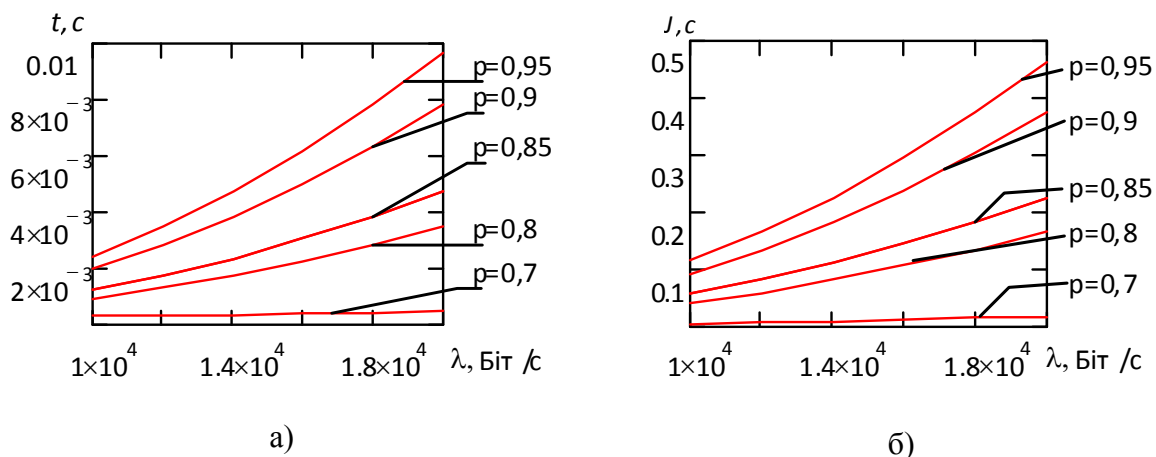 t, c
0.01
8×10⁻³
6×10⁻³
4×10⁻³
2×10⁻³
1×10⁴
1.4×10⁴
1.8×10⁴
λ, Біт /с
p=0,95
p=0,9
p=0,85
p=0,8
p=0,7
а)
J, c
0.5
0.4
0.3
0.2
0.1
1×10⁴
1.4×10⁴
1.8×10⁴
λ, Біт /с
p=0,95
p=0,9
p=0,85
p=0,8
p=0,7
б)